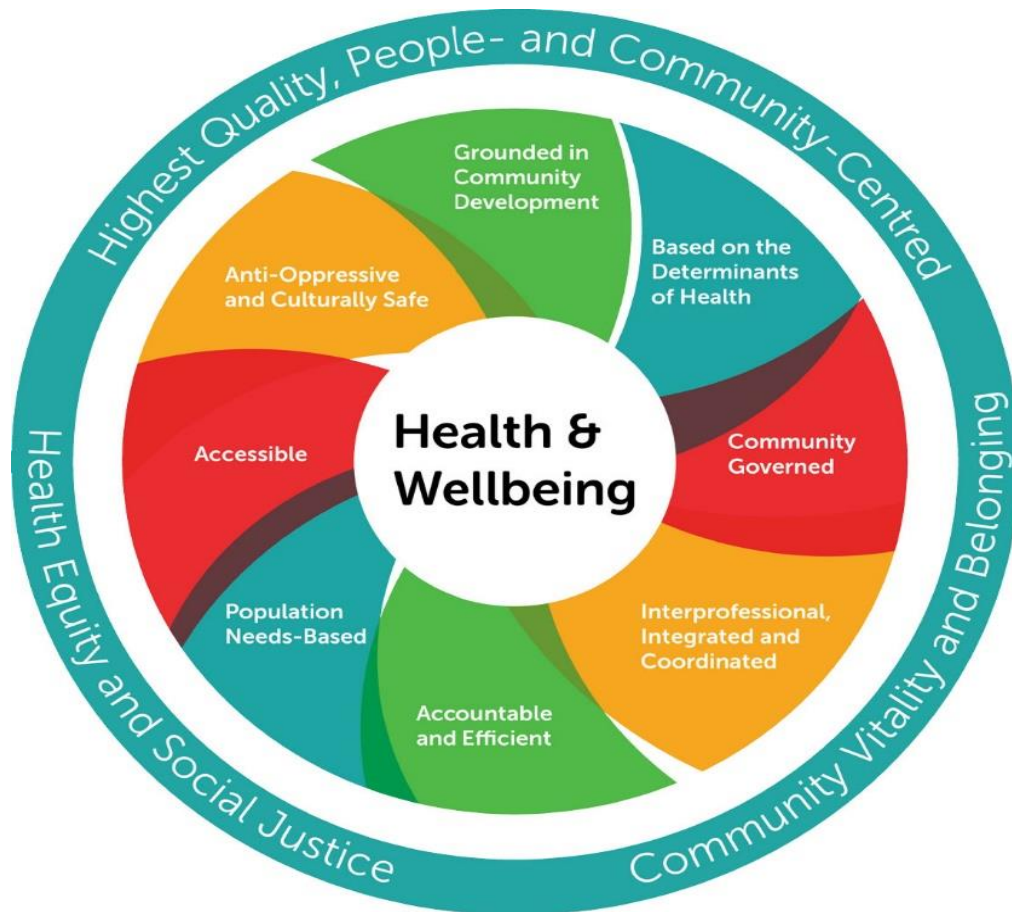 Highest Quality, People- and Community-Centred
Grounded in
Community
Development
Based on the
Determinants
of Health
Anti-Oppressive
and Culturally Safe
Community
Governed
Accessible
Health &
Wellbeing
Interprofessional,
Integrated and
Coordinated
Population
Needs-Based
Accountable
and Efficient
Health Equity and Social Justice
Community Vitality and Belonging